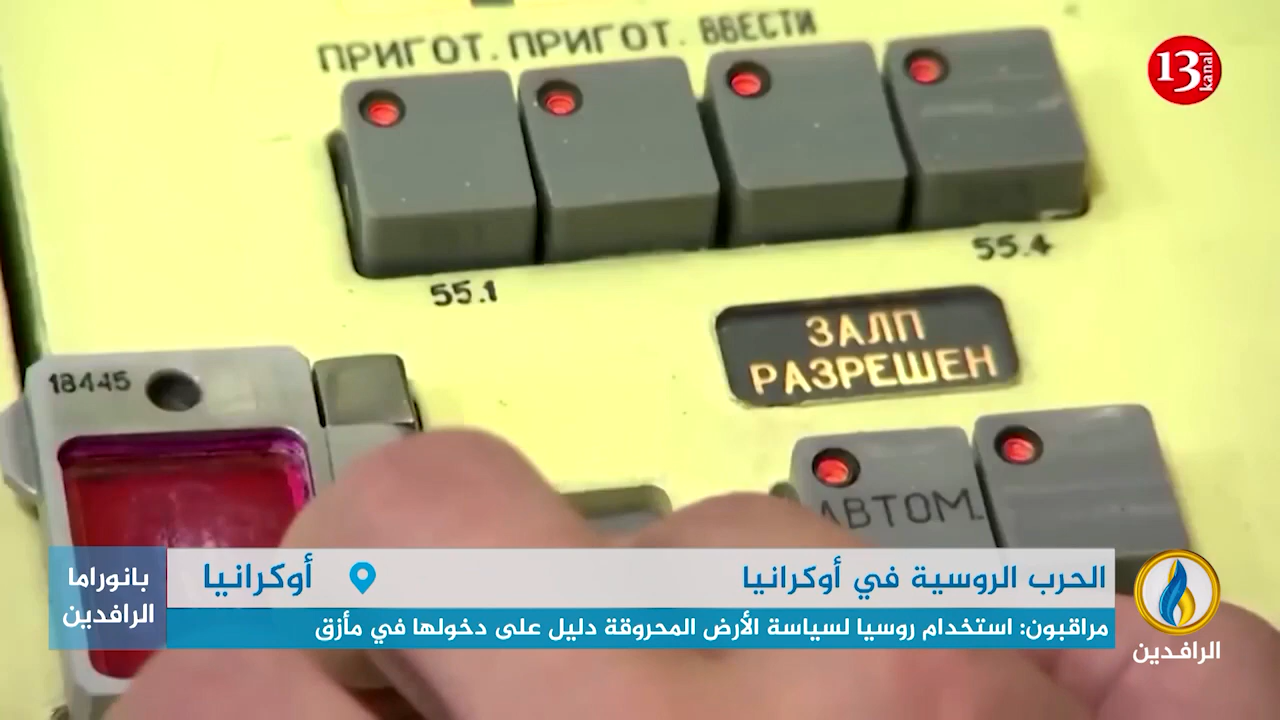 ПРИГОТ. ПРИГОТ. ВВЕСТИ
13 kanal
55.1
55.4
ЗАЛП
РАЗРЕШЕН
18445
АВТОМ.
الحرب الروسية في أوكرانيا
أوكرانيا
بانوراما
الرافدين
مراقبون: استخدام روسيا لسياسة الأرض المحروقة دليل على دخولها في مأزق
الرافدين